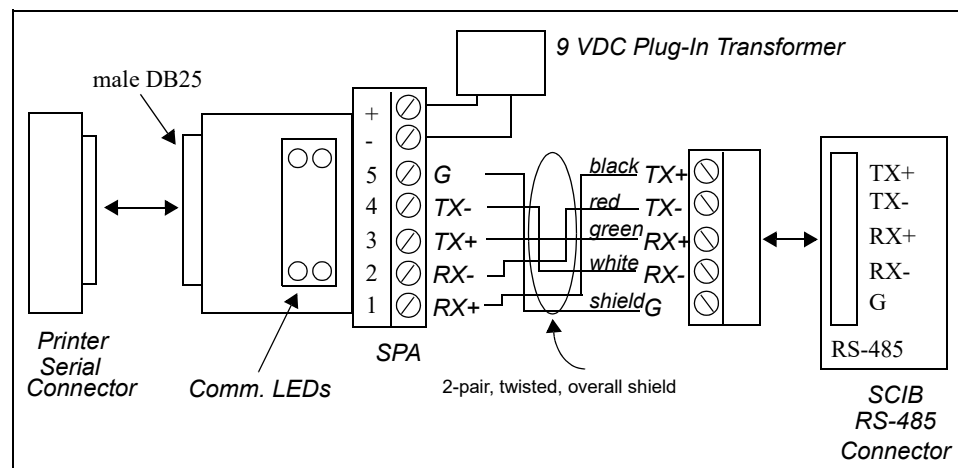 9 VDC Plug-In Transformer
male DB25
+
-
5 G
4 TX-
3 TX+
2 RX-
1 RX+
SPA
black TX+
red TX-
green RX+
white RX-
shield G
TX+
TX-
RX+
RX-
G
RS-485
Printer
Serial
Connector
Comm. LEDs
2-pair, twisted, overall shield
SCIB
RS-485
Connector